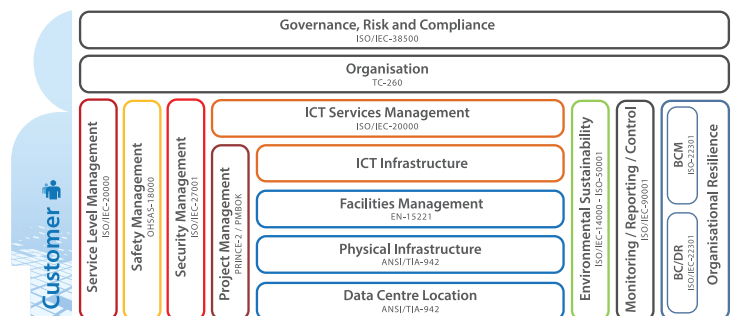 Governance, Risk and Compliance
ISO/IEC-38500
Organisation
TC-260
Customer
Service Level Management
ISO/IEC-20000
Safety Management
OHSAS-18000
Security Management
ISO/IEC-27001
ICT Services Management
ISO/IEC-20000
Project Management
PRINCE-2 / PMBOK
ICT Infrastructure
Facilities Management
EN-15221
Physical Infrastructure
ANSI/TIA-942
Data Centre Location
ANSI/TIA-942
Environmental Sustainability
ISO/IEC-14000 - ISO-50001
Monitoring / Reporting / Control
ISO/IEC-90001
BCM
ISO-22301
BC/DR
ISO/IEC-22301
Organisational Resilience